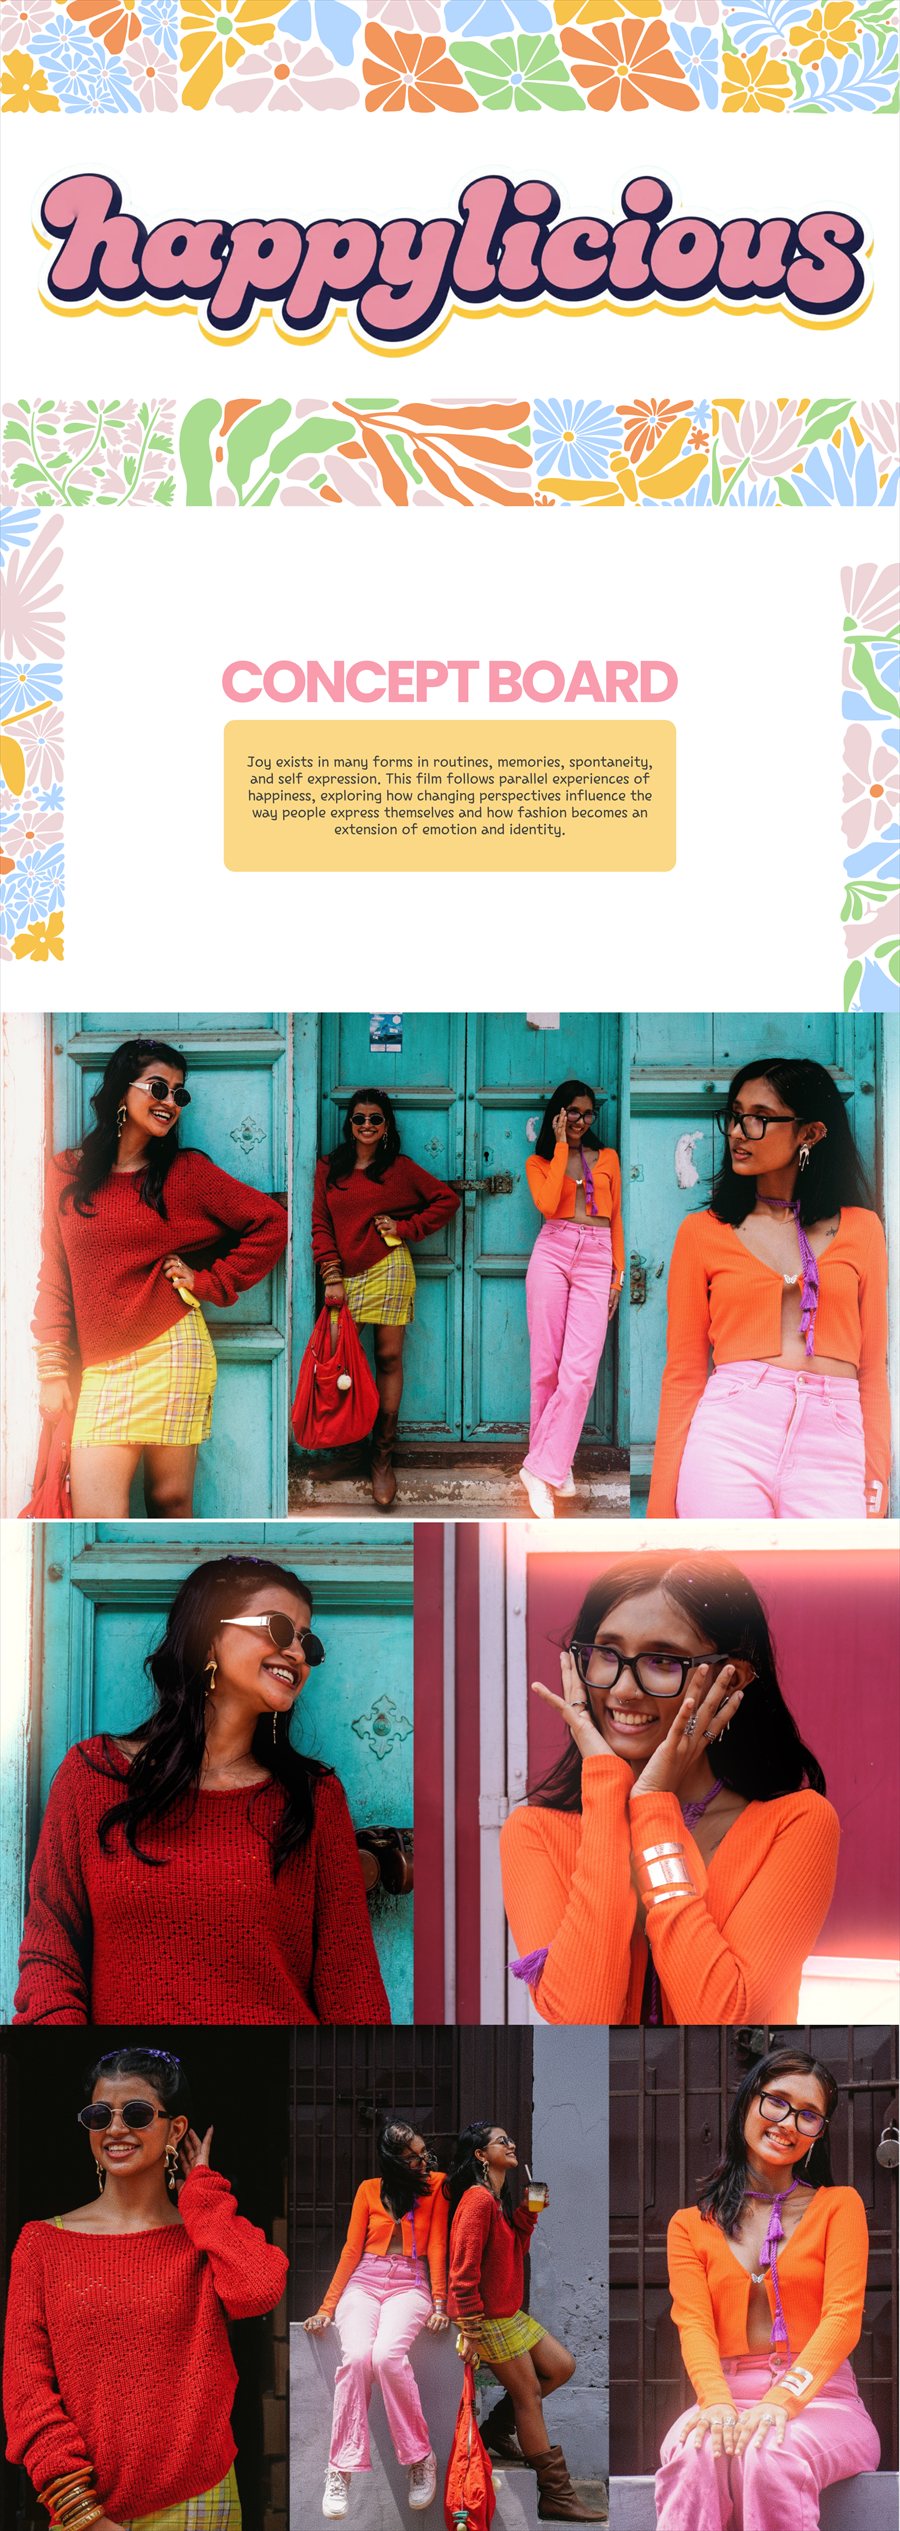 happylicious
CONCEPT BOARD
Joy exists in many forms in routines, memories, spontaneity,
and self expression. This film follows parallel experiences of
happiness, exploring how changing perspectives influence the
way people express themselves and how fashion becomes an
extension of emotion and identity.